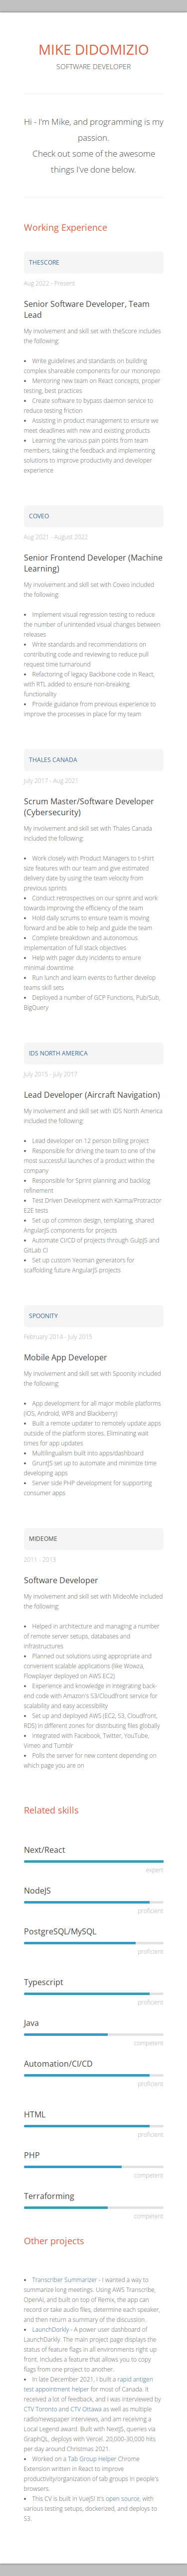 MIKE DIDOMIZIO
SOFTWARE DEVELOPER
Hi - I'm Mike, and programming is my
passion.
Check out some of the awesome
things I've done below.
Working Experience
THESCORE
Aug 2022 - Present
Senior Software Developer, Team
Lead
My involvement and skill set with theScore includes
the following:
• Write guidelines and standards on building
complex shareable components for our monorepo
• Mentoring new team on React concepts, proper
testing, best practices
• Create software to bypass daemon service to
reduce testing friction
• Assisting in product management to ensure we
meet deadlines with new and existing products
• Learning the various pain points from team
members, taking the feedback and implementing
solutions to improve productivity and developer
experience
COVEO
Aug 2021 - August 2022
Senior Frontend Developer (Machine
Learning)
My involvement and skill set with Coveo included
the following:
• Implement visual regression testing to reduce
the number of unintended visual changes between
releases
• Write standards and recommendations on
contributing code and reviewing to reduce pull
request time turnaround
• Refactoring of legacy Backbone code in React,
with RTL added to ensure non-breaking
functionality
• Provide guidance from previous experience to
improve the processes in place for my team
THALES CANADA
July 2017 - Aug 2021
Scrum Master/Software Developer
(Cybersecurity)
My involvement and skill set with Thales Canada
included the following:
• Work closely with Product Managers to t-shirt
size features with our team and give estimated
delivery date by using the team velocity from
previous sprints
• Conduct retrospectives on our sprint and work
towards improving the efficiency of the team
• Hold daily scrums to ensure team is moving
forward and be able to help and guide the team
• Complete breakdown and autonomous
implementation of full stack objectives
• Help with pager duty incidents to ensure
minimal downtime
• Run lunch and learn events to further develop
teams skill sets
• Deployed a number of GCP Functions, Pub/Sub,
BigQuery
IDS NORTH AMERICA
July 2015 - July 2017
Lead Developer (Aircraft Navigation)
My involvement and skill set with IDS North America
included the following:
• Lead developer on 12 person billing project
• Responsible for driving the team to one of the
most successful launches of a product within the
company
• Responsible for Sprint planning and backlog
refinement
• Test Driven Development with Karma/Protractor
E2E tests
• Set up of common design, templating, shared
AngularJS components for projects
• Automate CI/CD of projects through GulpJS and
GitLab CI
• Set up custom Yeoman generators for
scaffolding future AngularJS projects
SPOONITY
February 2014 - July 2015
Mobile App Developer
My involvement and skill set with Spoonity included
the following:
• App development for all major mobile platforms
(iOS, Android, WP8 and Blackberry)
• Built a remote updater to remotely update apps
outside of the platform stores. Eliminating wait
times for app updates
• Multilingualism built into apps/dashboard
• GruntJS set up to automate and minimize time
developing apps
• Server side PHP development for supporting
consumer apps
MIDEOME
2011 - 2013
Software Developer
My involvement and skill set with MideoMe included
the following:
• Helped in architecture and managing a number
of remote server setups, databases and
infrastructures
• Planned out solutions using appropriate and
convenient scalable applications (like Wowza,
Flowplayer deployed on AWS EC2)
• Experience and knowledge in integrating back-
end code with Amazon's S3/Cloudfront service for
scalability and easy accessibility
• Set up and deployed AWS (EC2, S3, Cloudfront,
RDS) in different zones for distributing files globally
• Integrated with Facebook, Twitter, YouTube,
Vimeo and Tumblr
• Polls the server for new content depending on
which page you are on
Related skills
Next/React
expert
NodeJS
proficient
PostgreSQL/MySQL
proficient
Typescript
proficient
Java
competent
Automation/CI/CD
proficient
HTML
proficient
PHP
competent
Terraforming
competent
Other projects
• Transcriber Summarizer - I wanted a way to
summarize long meetings. Using AWS Transcribe,
OpenAI, and built on top of Remix, the app can
record or take audio files, determine each speaker,
and then return a summary of the discussion.
• LaunchDorkly - A power user dashboard of
LaunchDarkly. The main project page displays the
status of feature flags in all environments right up
front. Includes a feature that allows you to copy
flags from one project to another.
• In late December 2021, I built a rapid antigen
test appointment helper for most of Canada. It
received a lot of feedback, and I was interviewed by
CTV Toronto and CTV Ottawa as well as multiple
radio/newspaper interviews, and am receiving a
Local Legend award. Built with NextJS, queries via
GraphQL, deploys with Vercel. 20,000-30,000 hits
per day around Christmas 2021.
• Worked on a Tab Group Helper Chrome
Extension written in React to improve
productivity/organization of tab groups in people's
browsers.
• This CV is built in VueJS! It's open source, with
various testing setups, dockerized, and deploys to
S3.